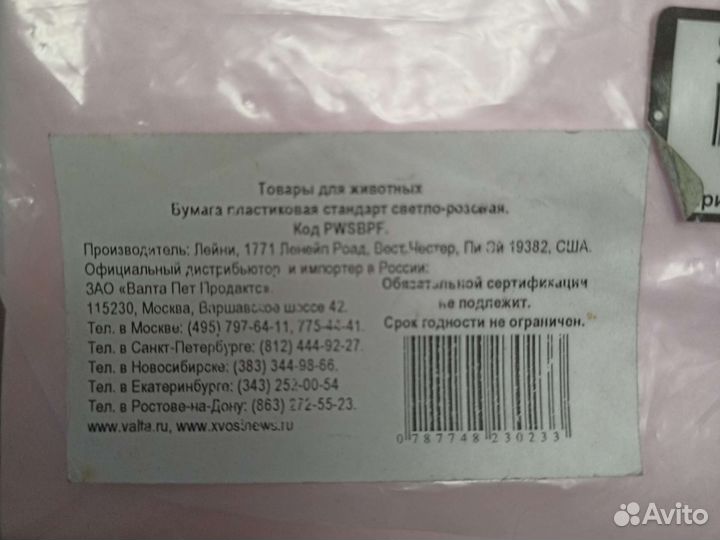 Товары для животных
Бумага пластиковая стандарт светло-розовая.
Код PWSBPF.
Производитель: Лейни, 1771 Ленейп Роад, Вест.Честер, Пи Эй 19382, США.
Официальный дистрибьютор и импортер в России:
ЗАО «Валта Пет Продактс».
115230, Москва, Варшавское шоссе 42.
Тел. в Москве: (495) 797-64-11, 775-44-41.
Тел. в Санкт-Петербурге: (812) 444-92-27.
Тел. в Новосибирске: (383) 344-98-66.
Тел. в Екатеринбурге: (343) 252-00-54
Тел. в Ростове-на-Дону: (863) 272-55-23.
www.valta.ru, www.xvostnews.ru
Обязательной сертификации
не подлежит.
Срок годности не ограничен.
0 787748 230233
Avito